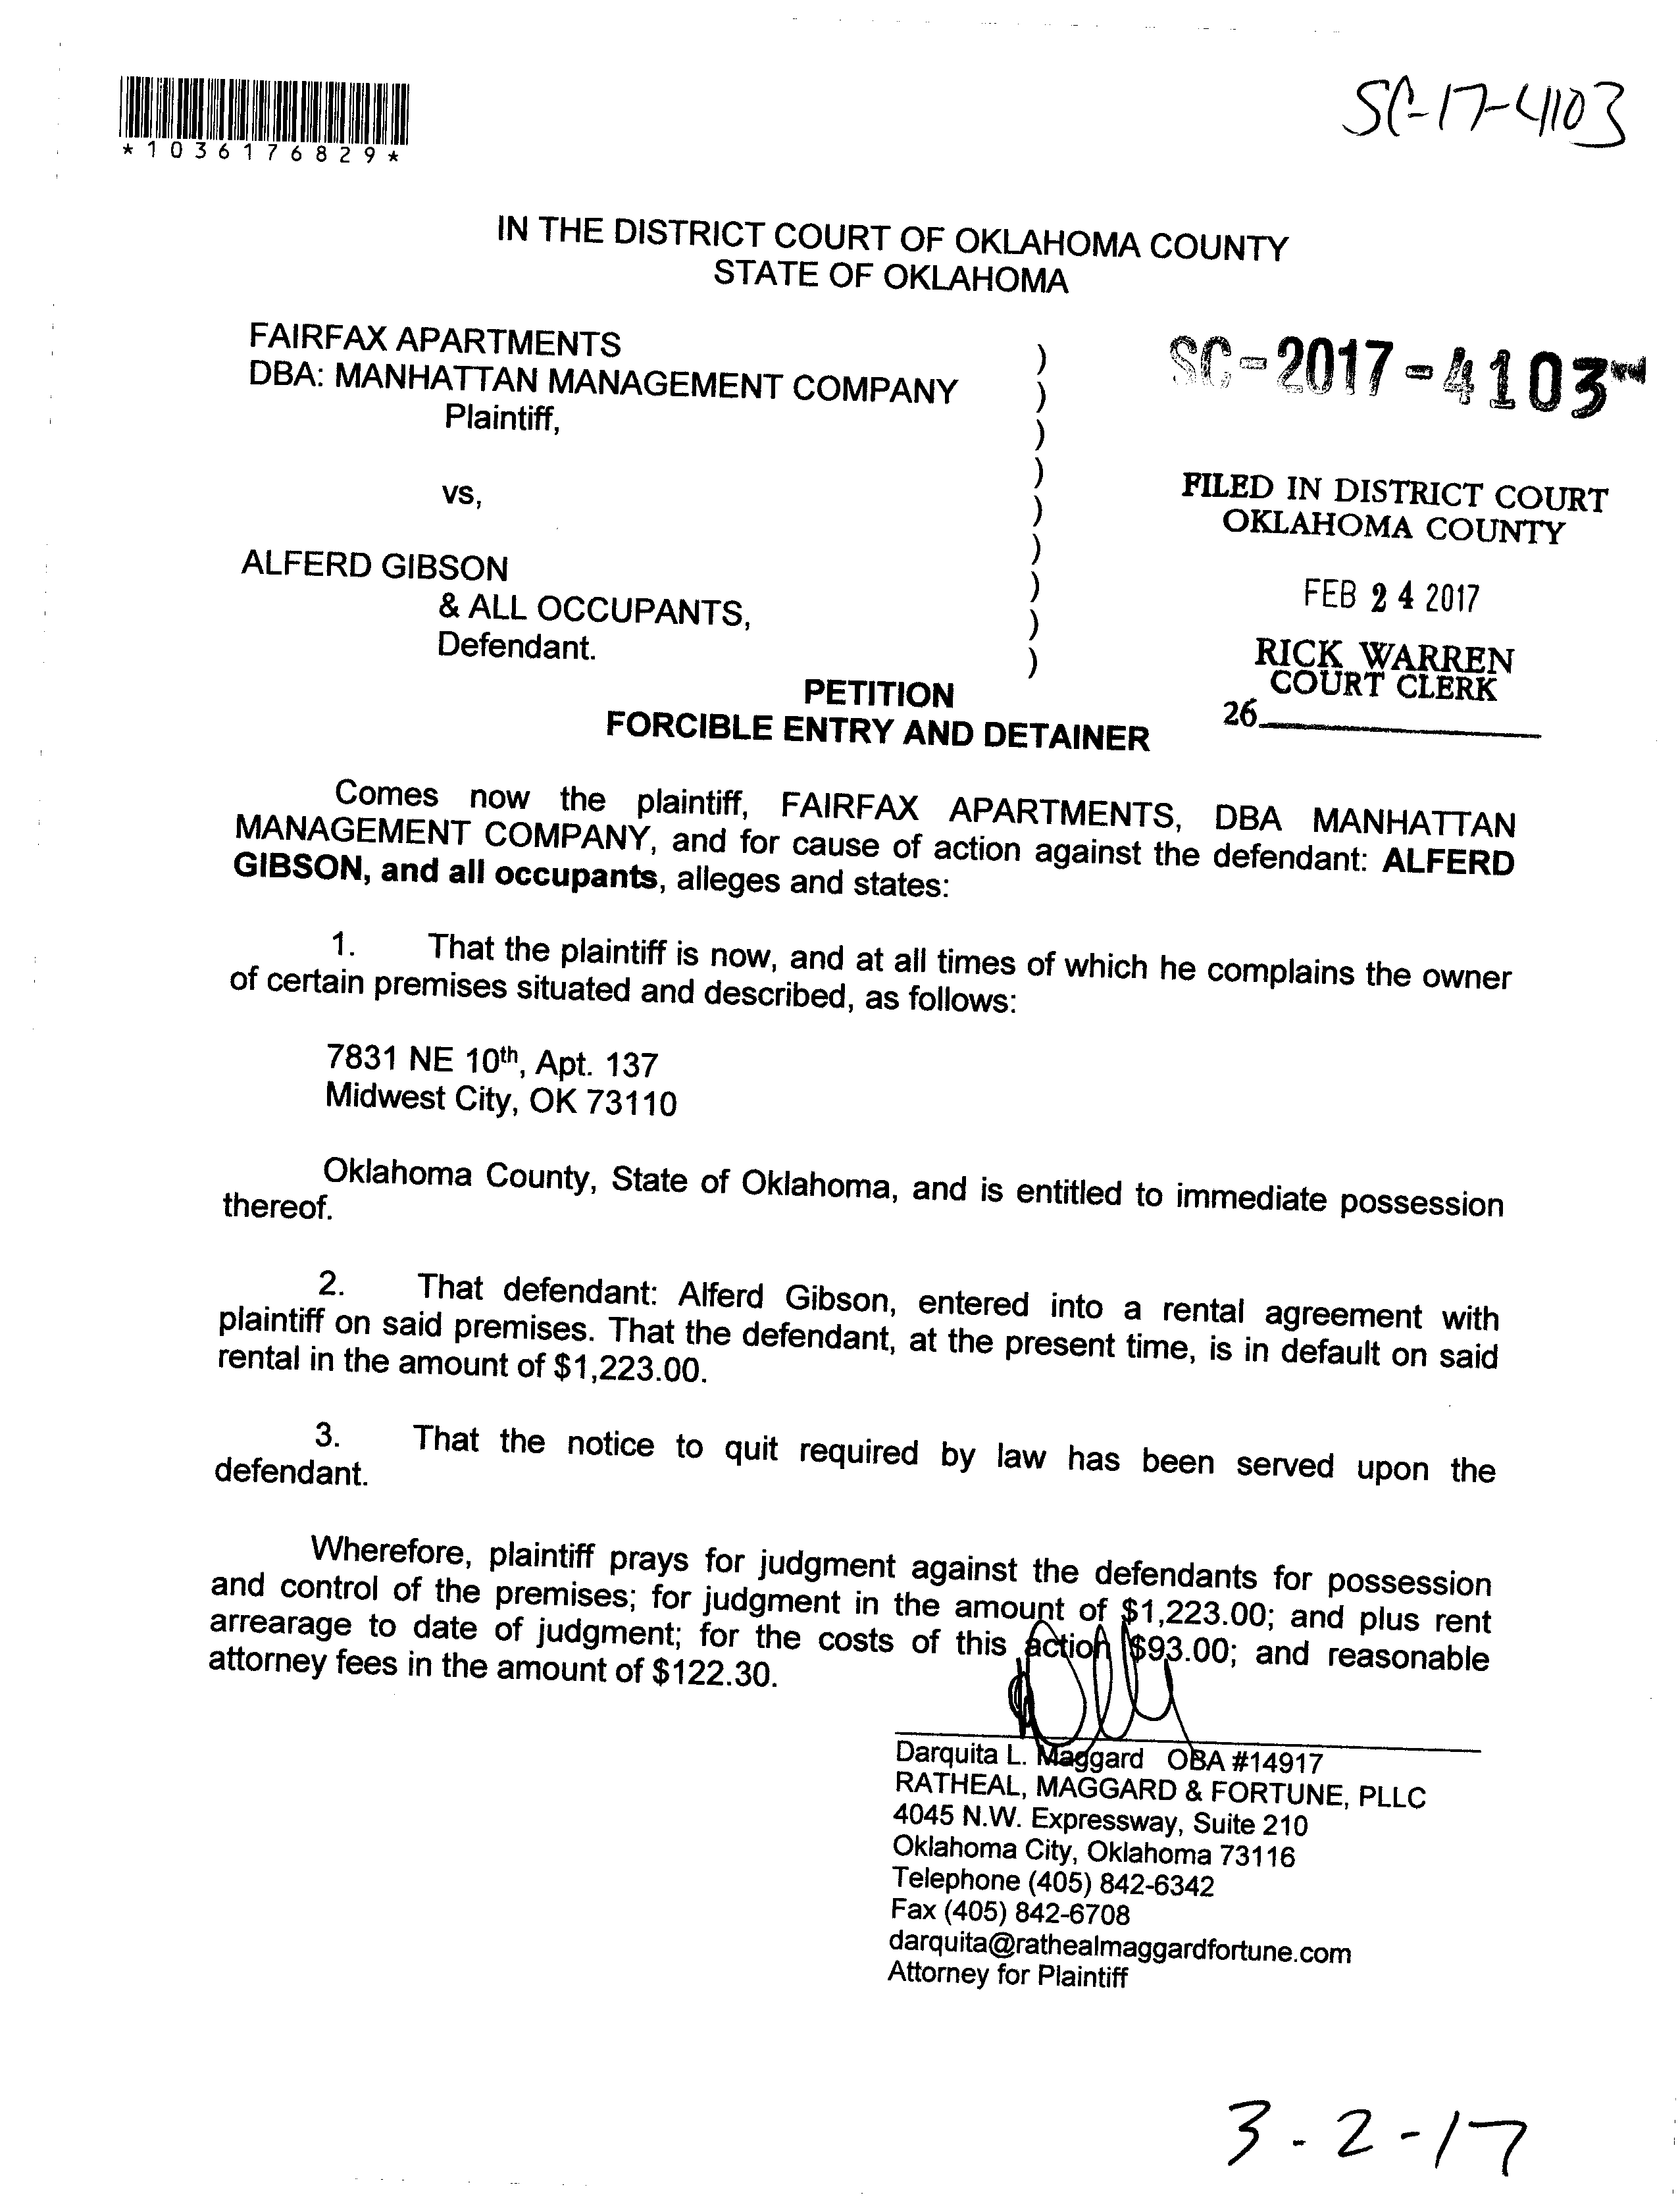 SC-17-4103
*1036176829*
IN THE DISTRICT COURT OF OKLAHOMA COUNTY
STATE OF OKLAHOMA
FAIRFAX APARTMENTS )
DBA: MANHATTAN MANAGEMENT COMPANY )
Plaintiff, )
)
vs, )
)
ALFERD GIBSON )
& ALL OCCUPANTS, )
Defendant. )
SC-2017-4103
FILED IN DISTRICT COURT
OKLAHOMA COUNTY
FEB 24 2017
RICK WARREN
COURT CLERK
26
PETITION
FORCIBLE ENTRY AND DETAINER
Comes now the plaintiff, FAIRFAX APARTMENTS, DBA MANHATTAN
MANAGEMENT COMPANY, and for cause of action against the defendant: ALFERD
GIBSON, and all occupants, alleges and states:
1. That the plaintiff is now, and at all times of which he complains the owner
of certain premises situated and described, as follows:
7831 NE 10th, Apt. 137
Midwest City, OK 73110
Oklahoma County, State of Oklahoma, and is entitled to immediate possession
thereof.
2. That defendant: Alferd Gibson, entered into a rental agreement with
plaintiff on said premises. That the defendant, at the present time, is in default on said
rental in the amount of $1,223.00.
3. That the notice to quit required by law has been served upon the
defendant.
Wherefore, plaintiff prays for judgment against the defendants for possession
and control of the premises; for judgment in the amount of $1,223.00; and plus rent
arrearage to date of judgment; for the costs of this action $93.00; and reasonable
attorney fees in the amount of $122.30.
Darquita L. Maggard OBA #14917
RATHEAL, MAGGARD & FORTUNE, PLLC
4045 N.W. Expressway, Suite 210
Oklahoma City, Oklahoma 73116
Telephone (405) 842-6342
Fax (405) 842-6708
darquita@rathealmaggardfortune.com
Attorney for Plaintiff
3-2-17